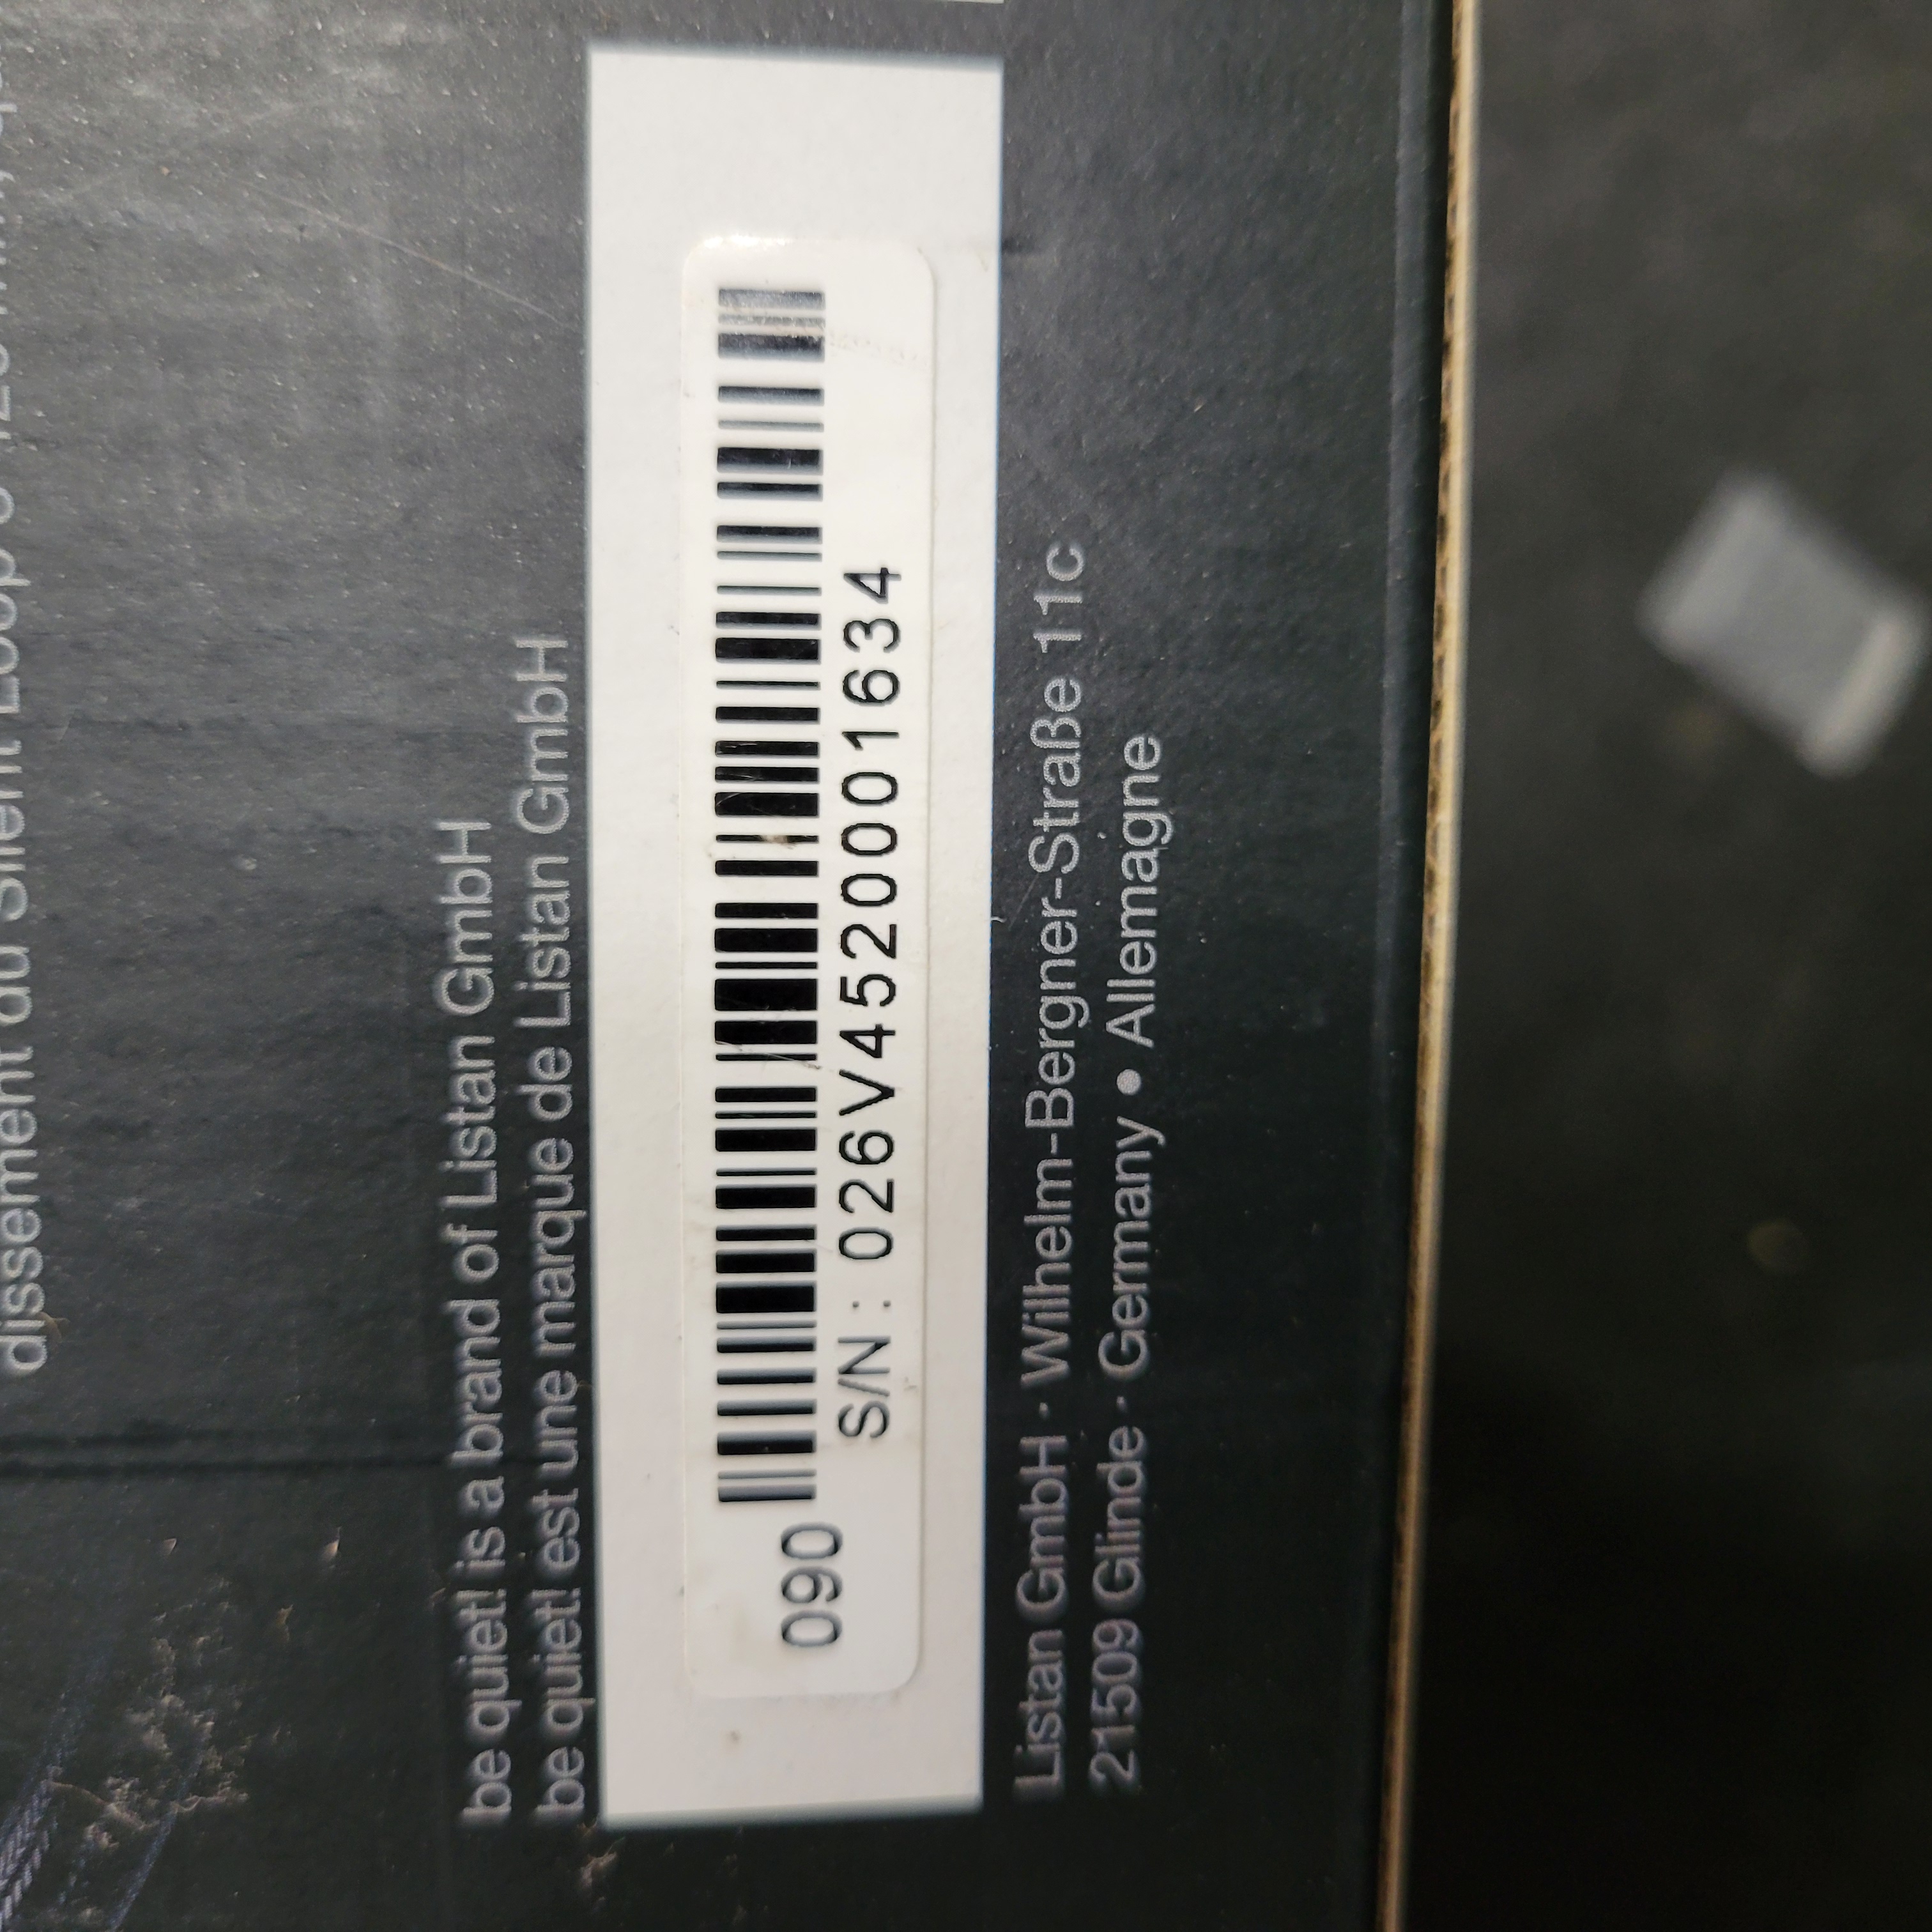 dissement du Silent Loop
be quiet! is a brand of Listan GmbH
be quiet! est une marque de Listan GmbH
090
S/N: 026V4520001634
Listan GmbH · Wilhelm-Bergner-Straße 11c
21509 Glinde · Germany • Allemagne